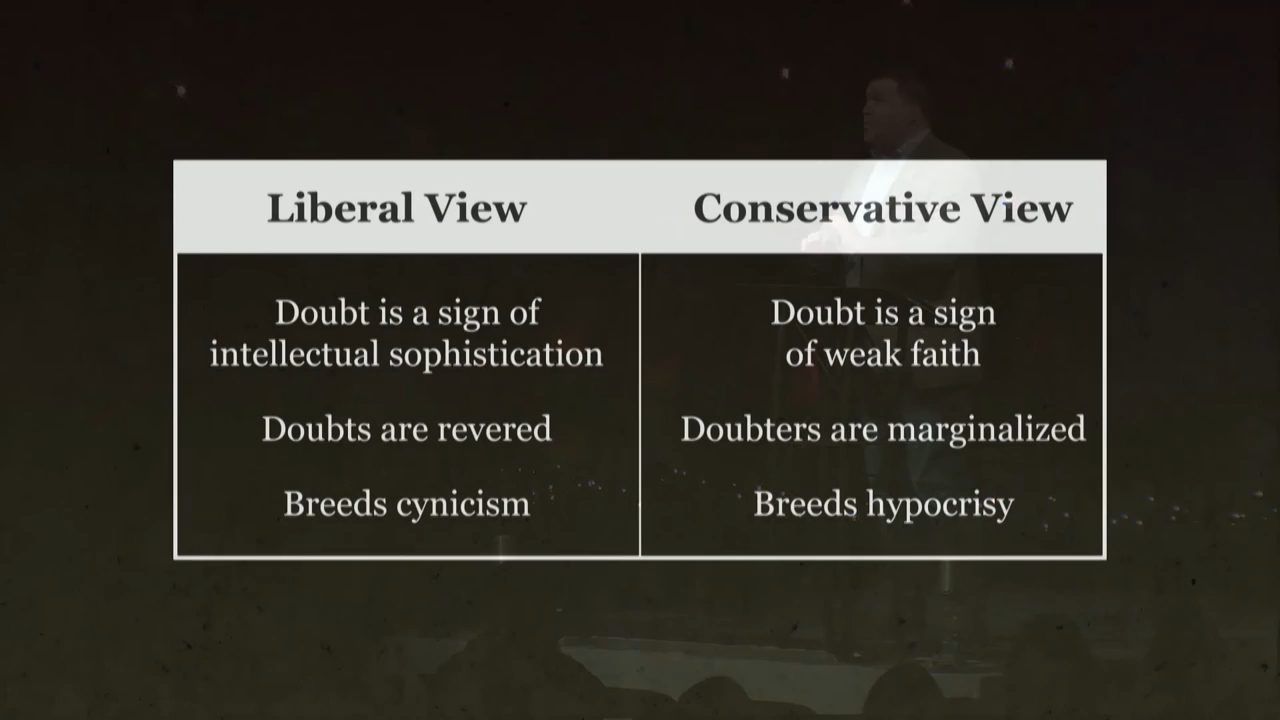 Liberal View
Conservative View
Doubt is a sign of
intellectual sophistication
Doubt is a sign
of weak faith
Doubts are revered
Doubters are marginalized
Breeds cynicism
Breeds hypocrisy